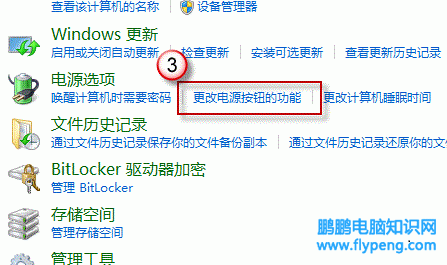 查看该计算机的名称 设备管理器
Windows 更新
启用或关闭自动更新 检查更新 安装可选更新 查看更新历史记录
③
电源选项
唤醒计算机时需要密码 更改电源按钮的功能 更改计算机睡眠时间
文件历史记录
通过文件历史记录保存你的文件备份副本 通过文件历史记录还原你的
BitLocker 驱动器加密
管理 BitLocker
存储空间
管理存储空间
鹏鹏电脑知识网
www.flypeng.com
管理工具